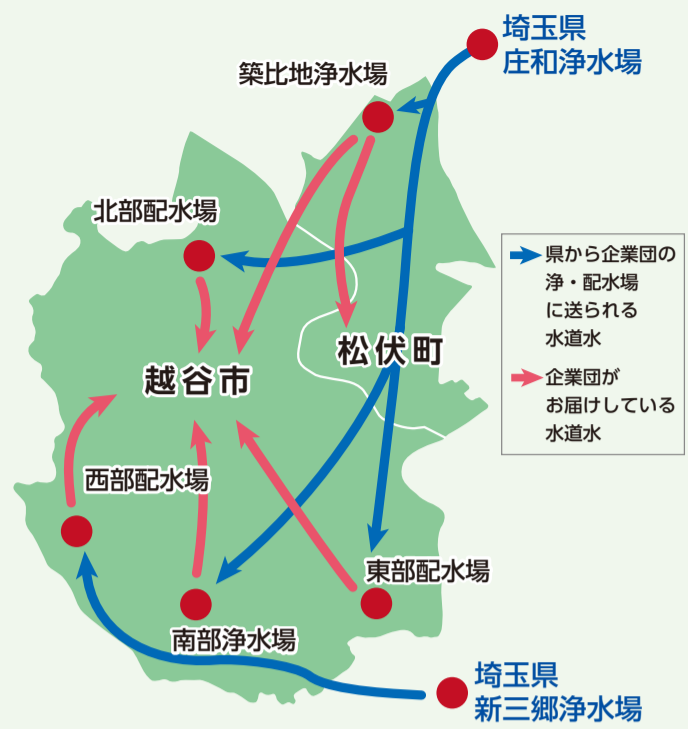 埼玉県
庄和浄水場
築比地浄水場
北部配水場
県から企業団の
浄・配水場
に送られる
水道水
松伏町
越谷市
企業団が
お届けしている
水道水
西部配水場
東部配水場
南部浄水場
埼玉県
新三郷浄水場